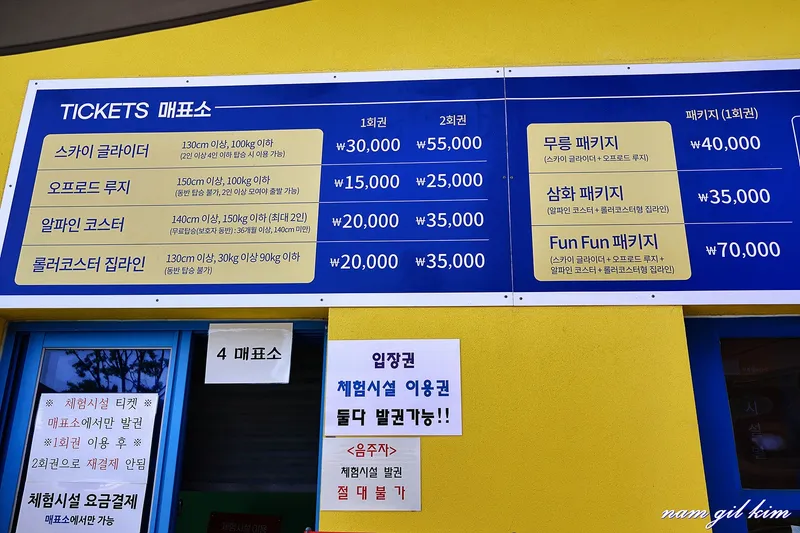 TICKETS 매표소
1회권 2회권
스카이 글라이더 130cm 이상, 100kg 이하 ₩30,000 ₩55,000
(2인 이상 4인 이하 탑승 시 이용 가능)
오프로드 루지 150cm 이상, 100kg 이하 ₩15,000 ₩25,000
(동반 탑승 불가, 2인 이상 모여야 출발 가능)
알파인 코스터 140cm 이상, 150kg 이하 (최대 2인) ₩20,000 ₩35,000
(무료탑승(보호자 동반) : 36개월 이상, 140cm 미만)
롤러코스터 집라인 130cm 이상, 30kg 이상 90kg 이하 ₩20,000 ₩35,000
(동반 탑승 불가)
패키지 (1회권)
무릉 패키지 ₩40,000
(스카이 글라이더 + 오프로드 루지)
삼화 패키지 ₩35,000
(알파인 코스터 + 롤러코스터형 집라인)
Fun Fun 패키지 ₩70,000
(스카이 글라이더 + 오프로드 루지 +
알파인 코스터 + 롤러코스터형 집라인)
4 매표소
입장권
체험시설 이용권
둘다 발권가능!!
<음주자>
체험시설 발권
절대불가
※ 체험시설 티켓 ※
매표소에서만 발권
※1회권 이용 후※
2회권으로 재결제 안됨
체험시설 요금결제
매표소에서만 가능
nam gil kim